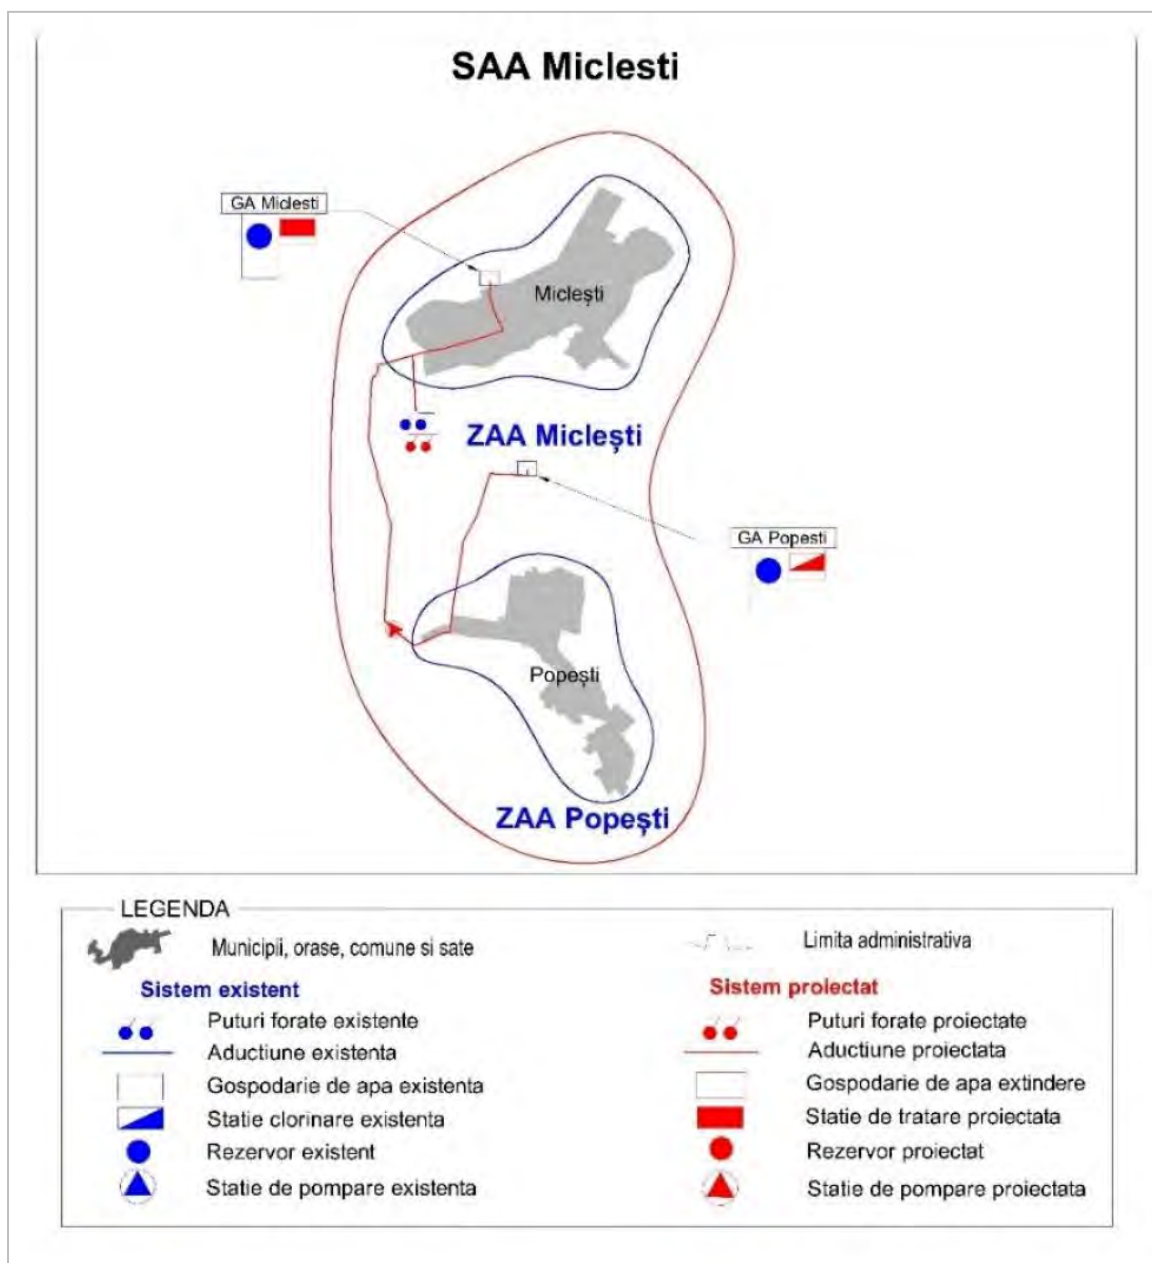 SAA Miclesti
GA Miclesti
Miclești
ZAA Miclești
GA Popesti
Popești
ZAA Popești
LEGENDA
Municipii, orase, comune si sate
Limita administrativa
Sistem existent
Sistem proiectat
Puturi forate existente
Puturi forate proiectate
Aductiune existenta
Aductiune proiectata
Gospodarie de apa existenta
Gospodarie de apa extindere
Statie clorinare existenta
Statie de tratare proiectata
Rezervor existent
Rezervor proiectat
Statie de pompare existenta
Statie de pompare proiectata